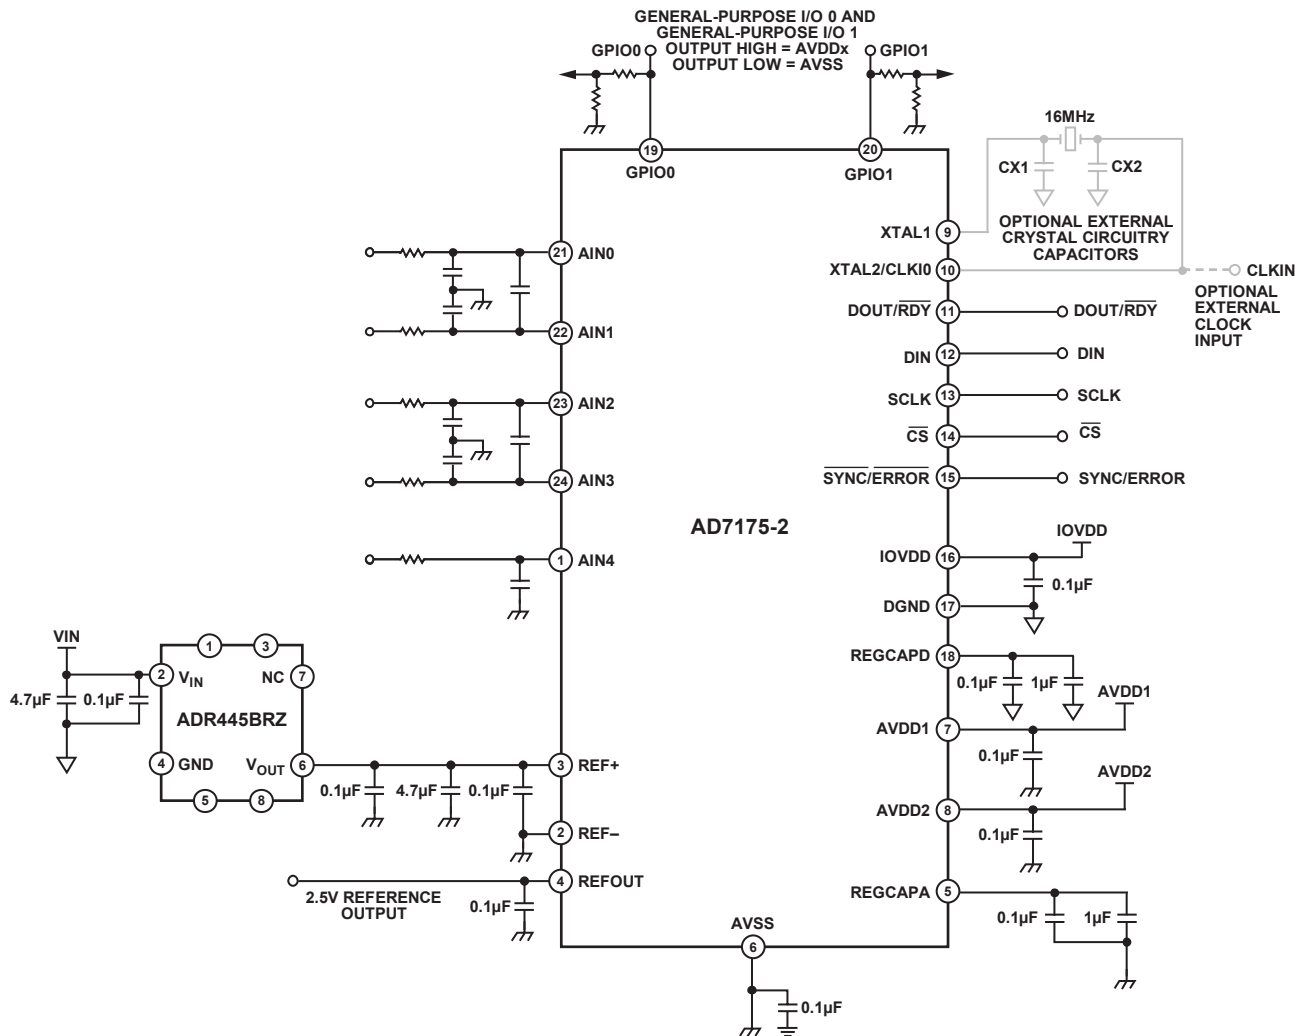 GENERAL-PURPOSE I/O 0 AND
GENERAL-PURPOSE I/O 1
OUTPUT HIGH = AVDDx
OUTPUT LOW = AVSS
GPIO0
GPIO1
19
GPIO0
20
GPIO1
16MHz
CX1
CX2
OPTIONAL EXTERNAL
CRYSTAL CIRCUITRY
CAPACITORS
XTAL1
9
XTAL2/CLKI0
10
CLKIN
OPTIONAL
EXTERNAL
CLOCK
INPUT
21
AIN0
22
AIN1
23
AIN2
24
AIN3
1
AIN4
DOUT/RDY
11
DOUT/RDY
DIN
12
DIN
SCLK
13
SCLK
CS
14
CS
SYNC/ERROR
15
SYNC/ERROR
AD7175-2
IOVDD
IOVDD
16
0.1µF
DGND
17
REGCAPD
18
0.1µF
1µF
AVDD1
AVDD1
7
0.1µF
AVDD2
AVDD2
8
0.1µF
REGCAPA
5
0.1µF
1µF
VIN
4.7µF
0.1µF
1
3
2
VIN
NC
7
ADR445BRZ
4
GND
VOUT
6
5
8
0.1µF
4.7µF
0.1µF
3
REF+
2
REF–
4
REFOUT
2.5V REFERENCE
OUTPUT
0.1µF
AVSS
6
0.1µF